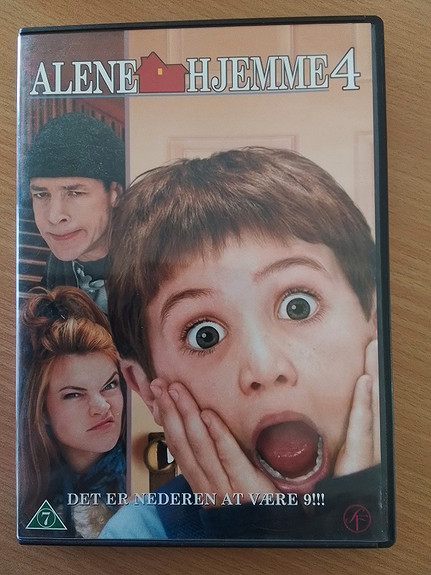 ALENE HJEMME 4
DET ER NEDEREN AT VÆRE 9!!!
7